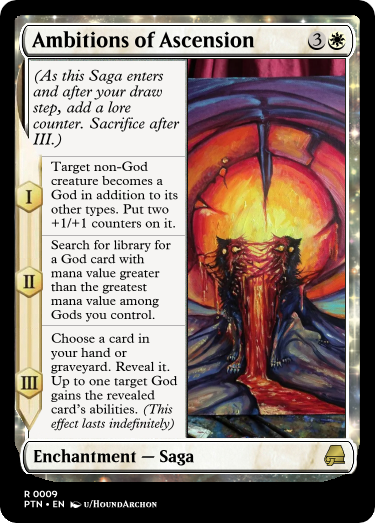 Ambitions of Ascension 3
(As this Saga enters
and after your draw
step, add a lore
counter. Sacrifice after
III.)
I
Target non-God
creature becomes a
God in addition to its
other types. Put two
+1/+1 counters on it.
II
Search for library for
a God card with
mana value greater
than the greatest
mana value among
Gods you control.
III
Choose a card in
your hand or
graveyard. Reveal it.
Up to one target God
gains the revealed
card's abilities. (This
effect lasts indefinitely)
Enchantment — Saga
R 0009
PTN • EN u/HoundArchon